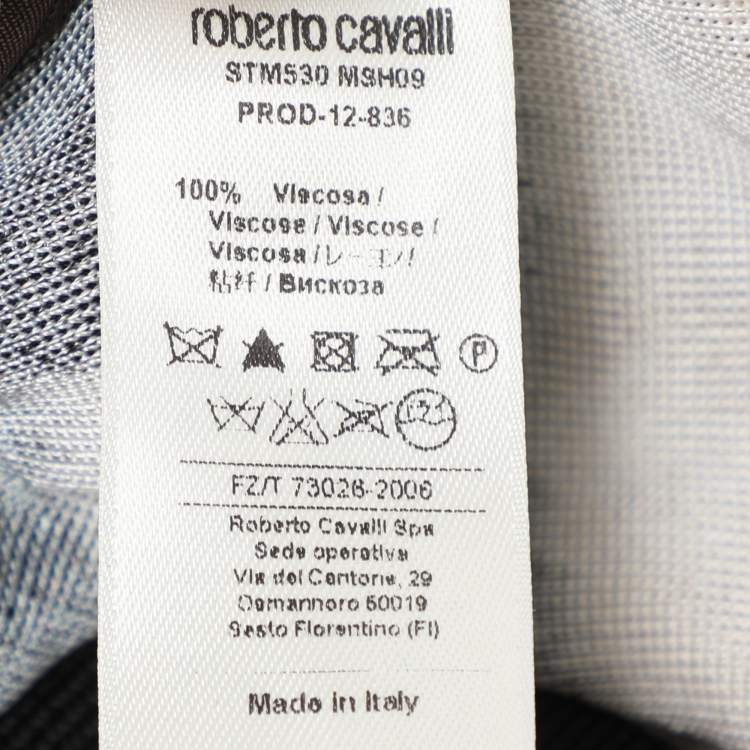 roberto cavalli
STM530 MSH09
PROD-12-836
100% Viscosa /
Viscose / Viscose /
Viscosa / レーヨン /
粘纤 / Вискоза
P
FZ/T 73026-2006
Roberto Cavalli Spa
Sede operativa
Via del Cantone, 29
Osmannoro 50019
Sesto Fiorentino (FI)
Made in Italy